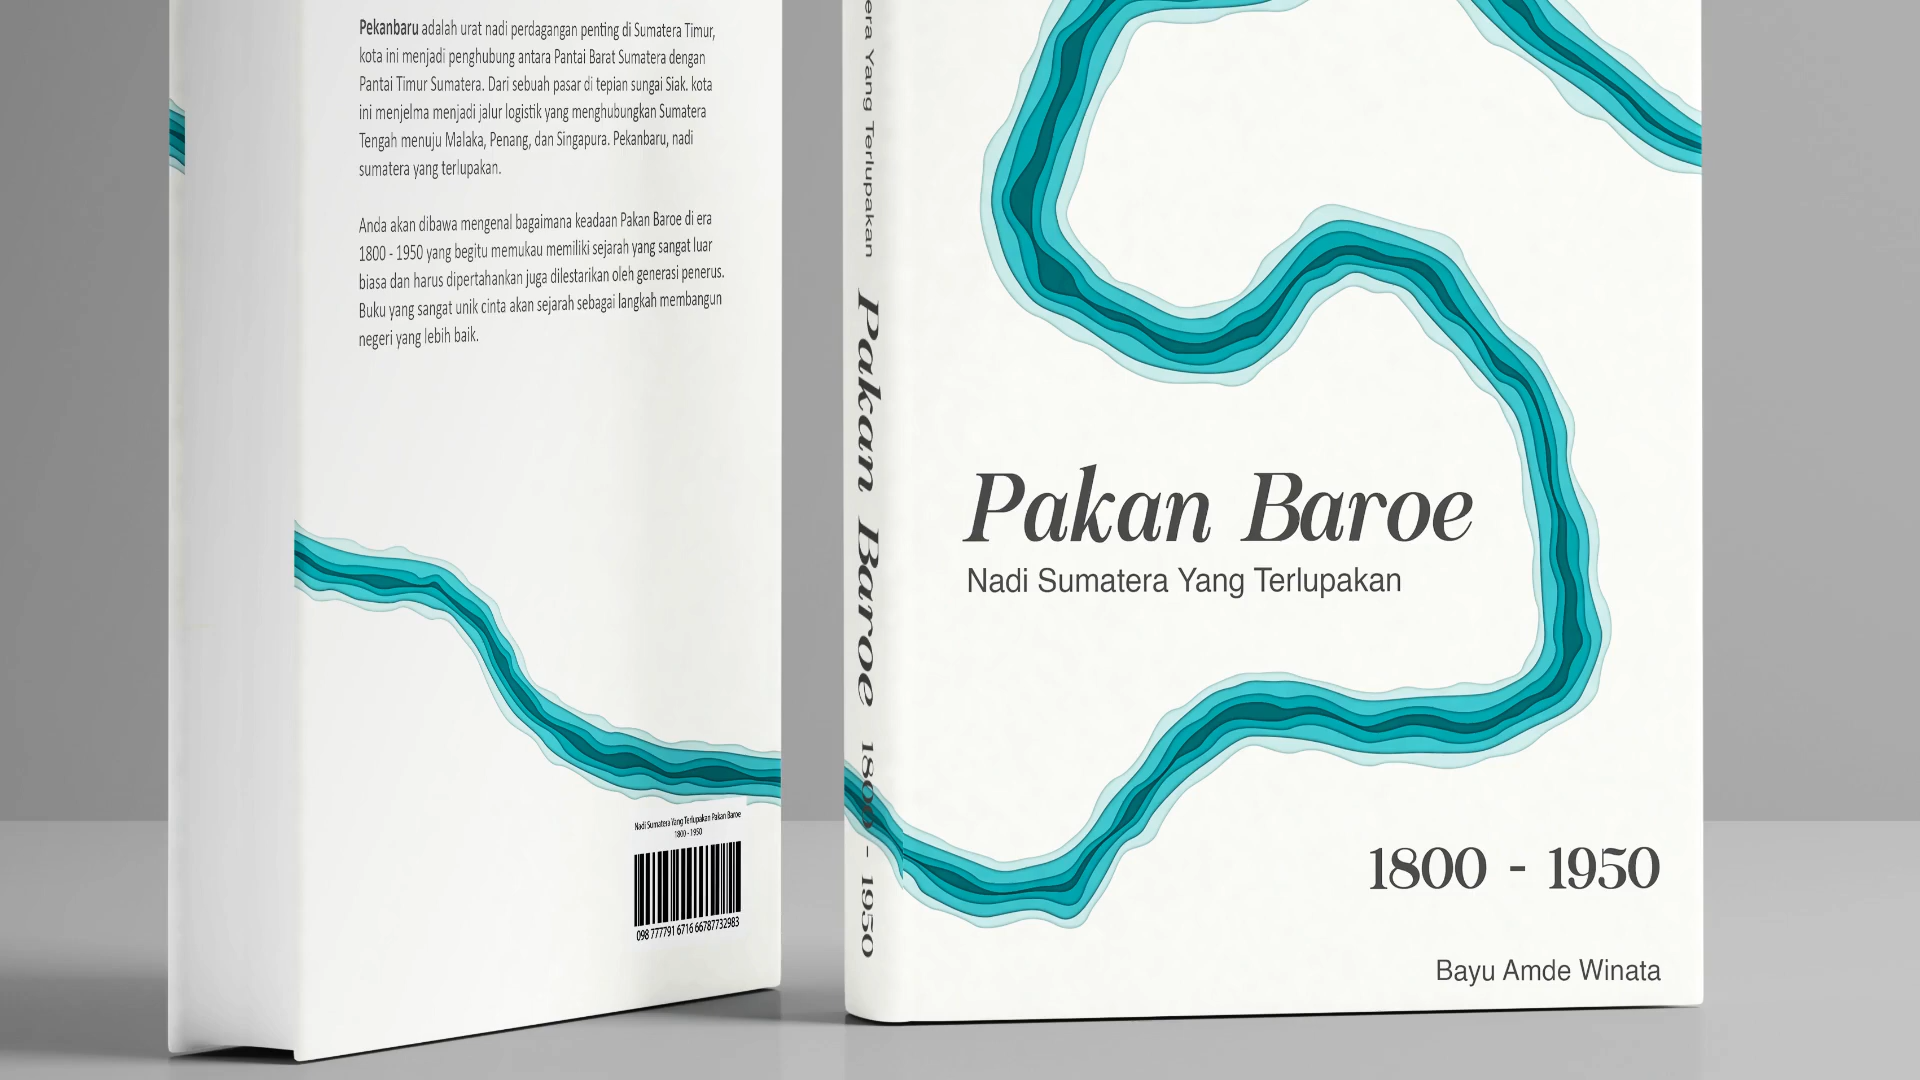 Pekanbaru adalah urat nadi perdagangan penting di Sumatera Timur,
kota ini menjadi penghubung antara Pantai Barat Sumatera dengan
Pantai Timur Sumatera. Dari sebuah pasar di tepian sungai Siak. kota
ini menjelma menjadi jalur logistik yang menghubungkan Sumatera
Tengah menuju Malaka, Penang, dan Singapura. Pekanbaru, nadi
sumatera yang terlupakan.
Anda akan dibawa mengenal bagaimana keadaan Pakan Baroe di era
1800 - 1950 yang begitu memukau memiliki sejarah yang sangat luar
biasa dan harus dipertahankan juga dilestarikan oleh generasi penerus.
Buku yang sangat unik cinta akan sejarah sebagai langkah membangun
negeri yang lebih baik.
Nadi Sumatera Yang Terlupakan Pakan Baroe
1800 - 1950
098 777791 6716 66787732983
Yang Terlupakan Pakan Baroe 1800 - 1950
Pakan Baroe
Nadi Sumatera Yang Terlupakan
1800 - 1950
Bayu Amde Winata